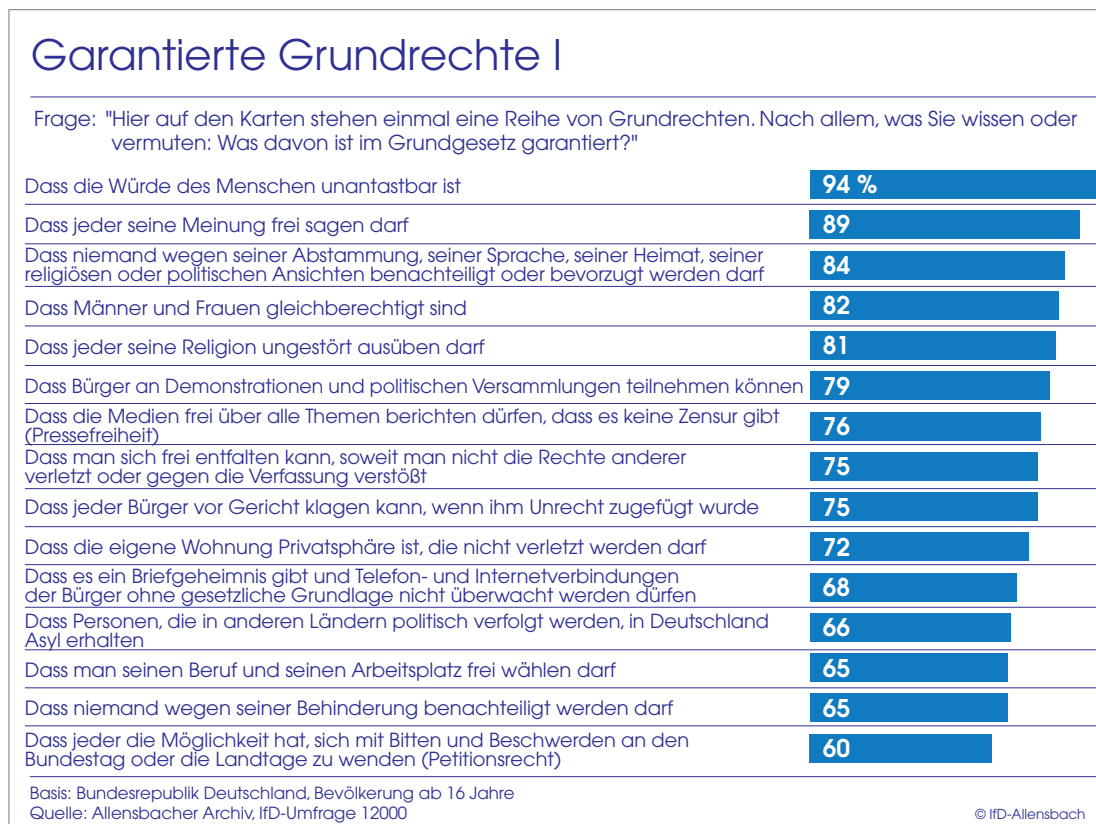 Garantierte Grundrechte I
Frage: "Hier auf den Karten stehen einmal eine Reihe von Grundrechten. Nach allem, was Sie wissen oder
vermuten: Was davon ist im Grundgesetz garantiert?"
Dass die Würde des Menschen unantastbar ist 94 %
Dass jeder seine Meinung frei sagen darf 89
Dass niemand wegen seiner Abstammung, seiner Sprache, seiner Heimat, seiner
religiösen oder politischen Ansichten benachteiligt oder bevorzugt werden darf 84
Dass Männer und Frauen gleichberechtigt sind 82
Dass jeder seine Religion ungestört ausüben darf 81
Dass Bürger an Demonstrationen und politischen Versammlungen teilnehmen können 79
Dass die Medien frei über alle Themen berichten dürfen, dass es keine Zensur gibt
(Pressefreiheit) 76
Dass man sich frei entfalten kann, soweit man nicht die Rechte anderer
verletzt oder gegen die Verfassung verstößt 75
Dass jeder Bürger vor Gericht klagen kann, wenn ihm Unrecht zugefügt wurde 75
Dass die eigene Wohnung Privatsphäre ist, die nicht verletzt werden darf 72
Dass es ein Briefgeheimnis gibt und Telefon- und Internetverbindungen
der Bürger ohne gesetzliche Grundlage nicht überwacht werden dürfen 68
Dass Personen, die in anderen Ländern politisch verfolgt werden, in Deutschland
Asyl erhalten 66
Dass man seinen Beruf und seinen Arbeitsplatz frei wählen darf 65
Dass niemand wegen seiner Behinderung benachteiligt werden darf 65
Dass jeder die Möglichkeit hat, sich mit Bitten und Beschwerden an den
Bundestag oder die Landtage zu wenden (Petitionsrecht) 60
Basis: Bundesrepublik Deutschland, Bevölkerung ab 16 Jahre
Quelle: Allensbacher Archiv, IfD-Umfrage 12000
© IfD-Allensbach